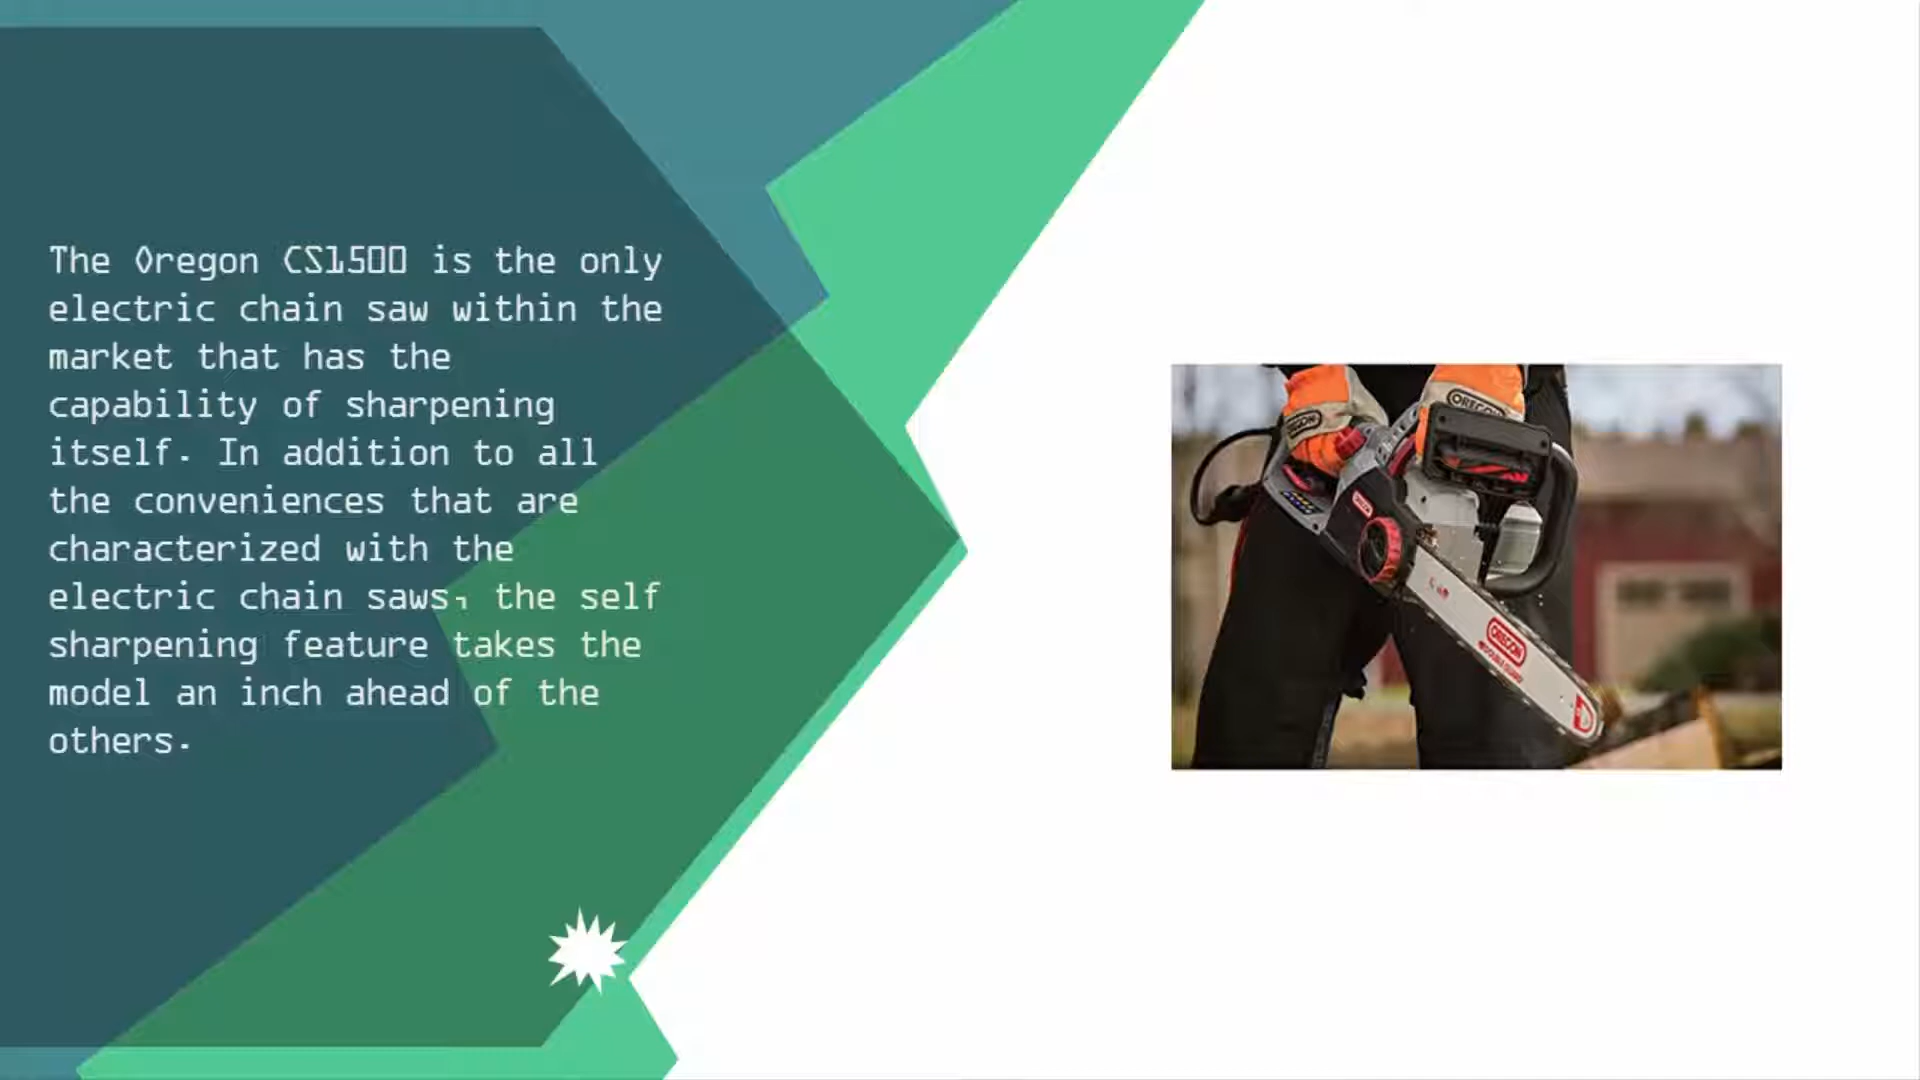 The Oregon CS1500 is the only
electric chain saw within the
market that has the
capability of sharpening
itself. In addition to all
the conveniences that are
characterized with the
electric chain saws, the self
sharpening feature takes the
model an inch ahead of the
others.
OREGON
OREGON